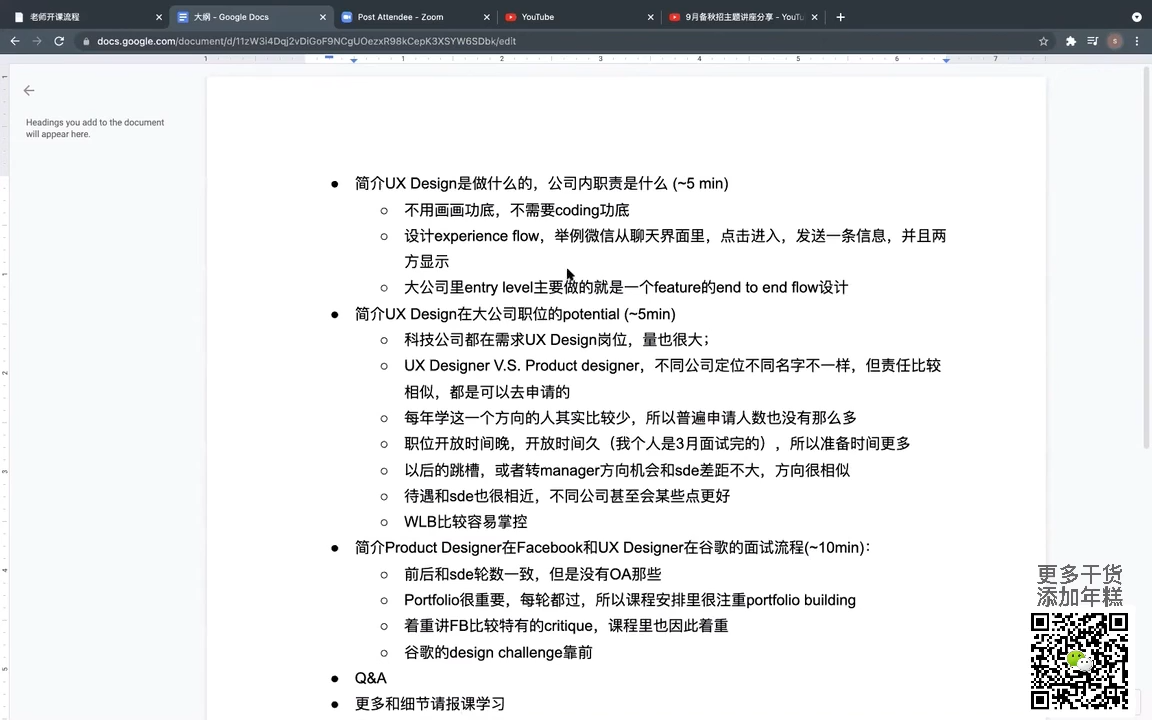 老师开课流程
大纲 - Google Docs
Post Attendee - Zoom
YouTube
9月备秋招主题讲座分享 - YouTu
docs.google.com/document/d/11zW3i4Dqj2vDiGoF9NCgUOezxR98kCepK3XSYW6SDbk/edit
1 1 2 3 4 5 6 7
Headings you add to the document
will appear here.
● 简介UX Design是做什么的，公司内职责是什么 (~5 min)
○ 不用画画功底，不需要coding功底
○ 设计experience flow，举例微信从聊天界面里，点击进入，发送一条信息，并且两
方显示
○ 大公司里entry level主要做的就是一个feature的end to end flow设计
● 简介UX Design在大公司职位的potential (~5min)
○ 科技公司都在需求UX Design岗位，量也很大；
○ UX Designer V.S. Product designer，不同公司定位不同名字不一样，但责任比较
相似，都是可以去申请的
○ 每年学这一个方向的人其实比较少，所以普遍申请人数也没有那么多
○ 职位开放时间晚，开放时间久（我个人是3月面试完的），所以准备时间更多
○ 以后的跳槽，或者转manager方向机会和sde差距不大，方向很相似
○ 待遇和sde也很相近，不同公司甚至会某些点更好
○ WLB比较容易掌控
● 简介Product Designer在Facebook和UX Designer在谷歌的面试流程(~10min)：
○ 前后和sde轮数一致，但是没有OA那些
○ Portfolio很重要，每轮都过，所以课程安排里很注重portfolio building
○ 着重讲FB比较特有的critique，课程里也因此着重
○ 谷歌的design challenge靠前
● Q&A
● 更多和细节请报课学习
更多干货
添加年糕